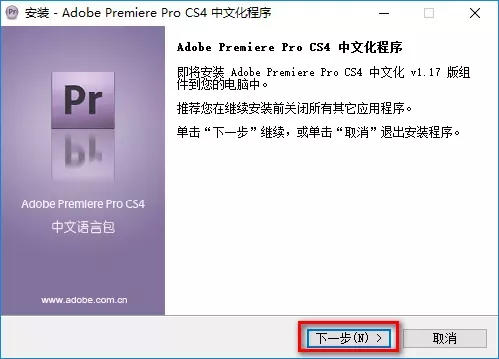 安装 - Adobe Premiere Pro CS4 中文化程序
Adobe Premiere Pro CS4 中文化程序
即将安装 Adobe Premiere Pro CS4 中文化 v1.17 版组
件到您的电脑中。
推荐您在继续安装前关闭所有其它应用程序。
单击“下一步”继续，或单击“取消”退出安装程序。
Pr
Adobe Premiere Pro CS4
中文语言包
www.adobe.com.cn
下一步(N) >
取消